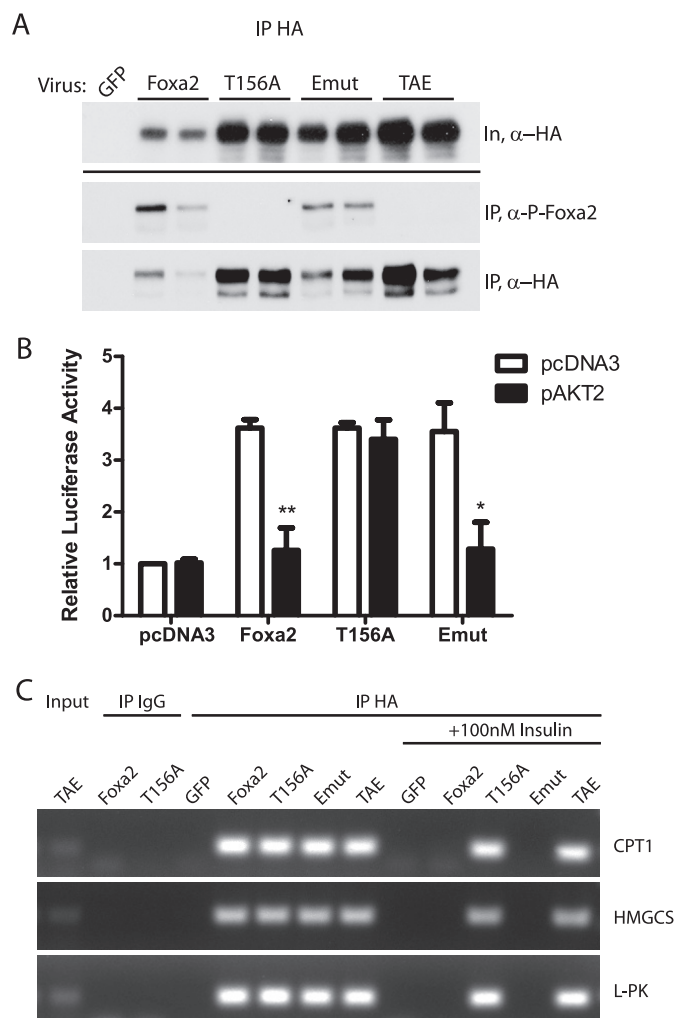 A
IP HA
Virus: GFP Foxa2 T156A Emut TAE
In, α–HA
IP, α-P-Foxa2
IP, α–HA
B
Relative Luciferase Activity
5
4
3
2
1
0
pcDNA3
pAKT2
**
*
pcDNA3 Foxa2 T156A Emut
C
Input IP IgG IP HA
+100nM Insulin
TAE Foxa2 T156A GFP Foxa2 T156A Emut TAE GFP Foxa2 T156A Emut TAE
CPT1
HMGCS
L-PK